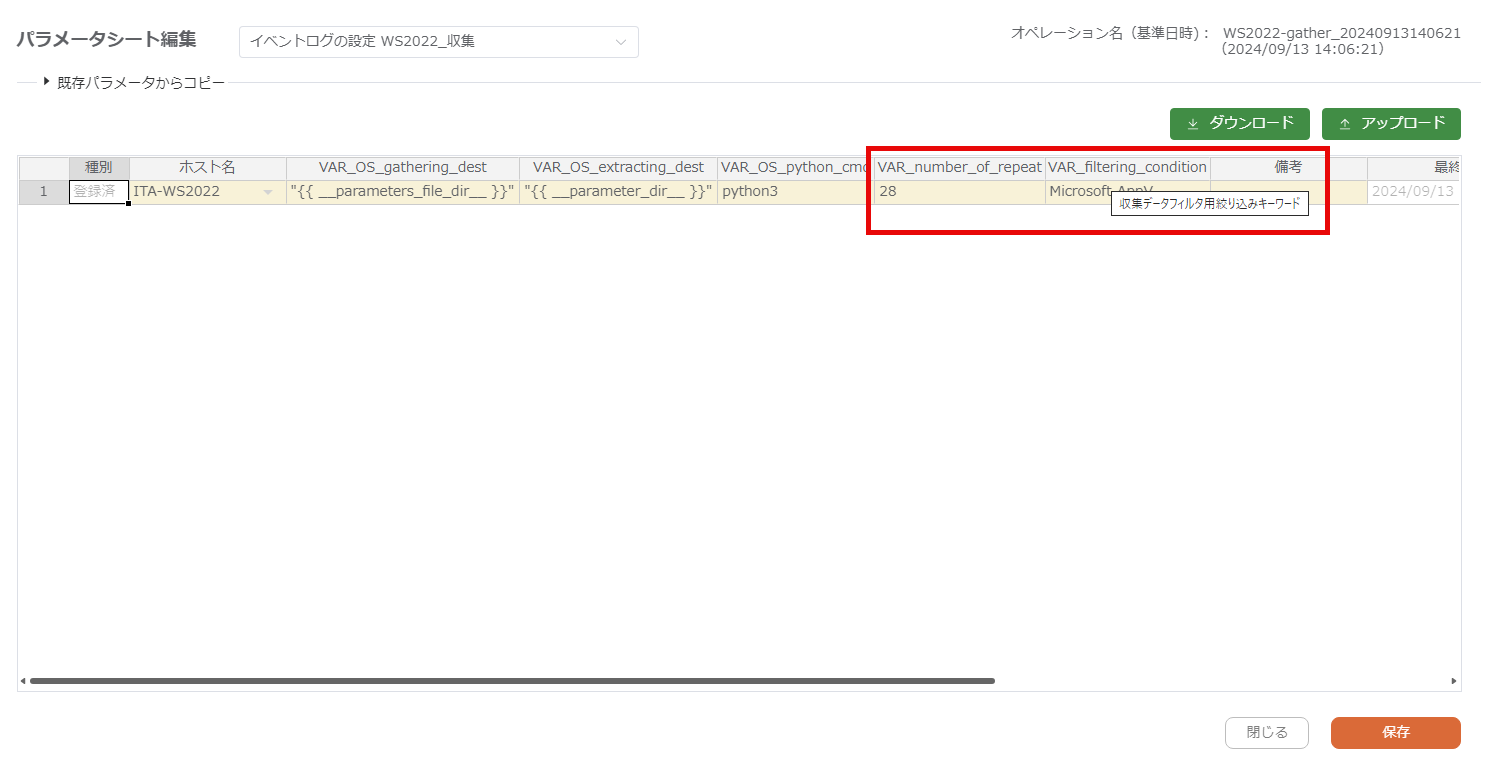 パラメータシート編集
イベントログの設定 WS2022_収集
オペレーション名（基準日時）： WS2022-gather_20240913140621
（2024/09/13 14:06:21）
既存パラメータからコピー
ダウンロード アップロード
種別 ホスト名 VAR_OS_gathering_dest VAR_OS_extracting_dest VAR_OS_python_cmd VAR_number_of_repeat VAR_filtering_condition 備考 最終
1 登録済 ITA-WS2022 "{{ __parameters_file_dir__ }}" "{{ __parameter_dir__ }}" python3 28 Microsoft-AppV 2024/09/13
収集データフィルタ用絞り込みキーワード
閉じる 保存